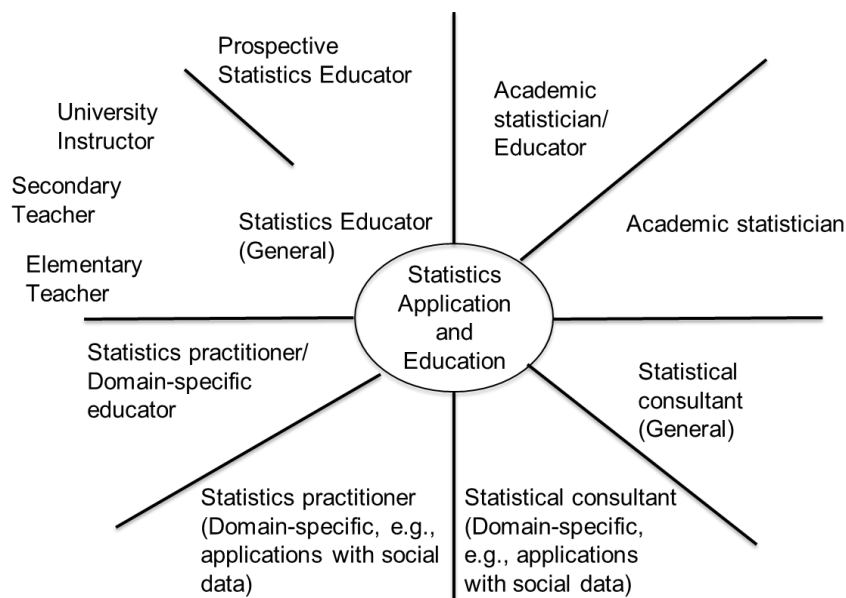 Prospective
Statistics Educator
University
Instructor
Secondary
Teacher
Elementary
Teacher
Statistics Educator
(General)
Academic
statistician/
Educator
Academic statistician
Statistics
Application
and
Education
Statistics practitioner/
Domain-specific
educator
Statistical
consultant
(General)
Statistics practitioner
(Domain-specific, e.g.,
applications with social
data)
Statistical consultant
(Domain-specific,
e.g., applications
with social data)